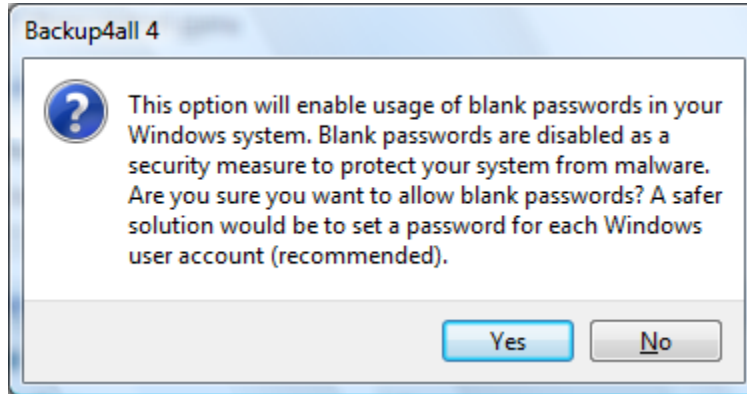 Backup4all 4
This option will enable usage of blank passwords in your
Windows system. Blank passwords are disabled as a
security measure to protect your system from malware.
Are you sure you want to allow blank passwords? A safer
solution would be to set a password for each Windows
user account (recommended).
Yes
No